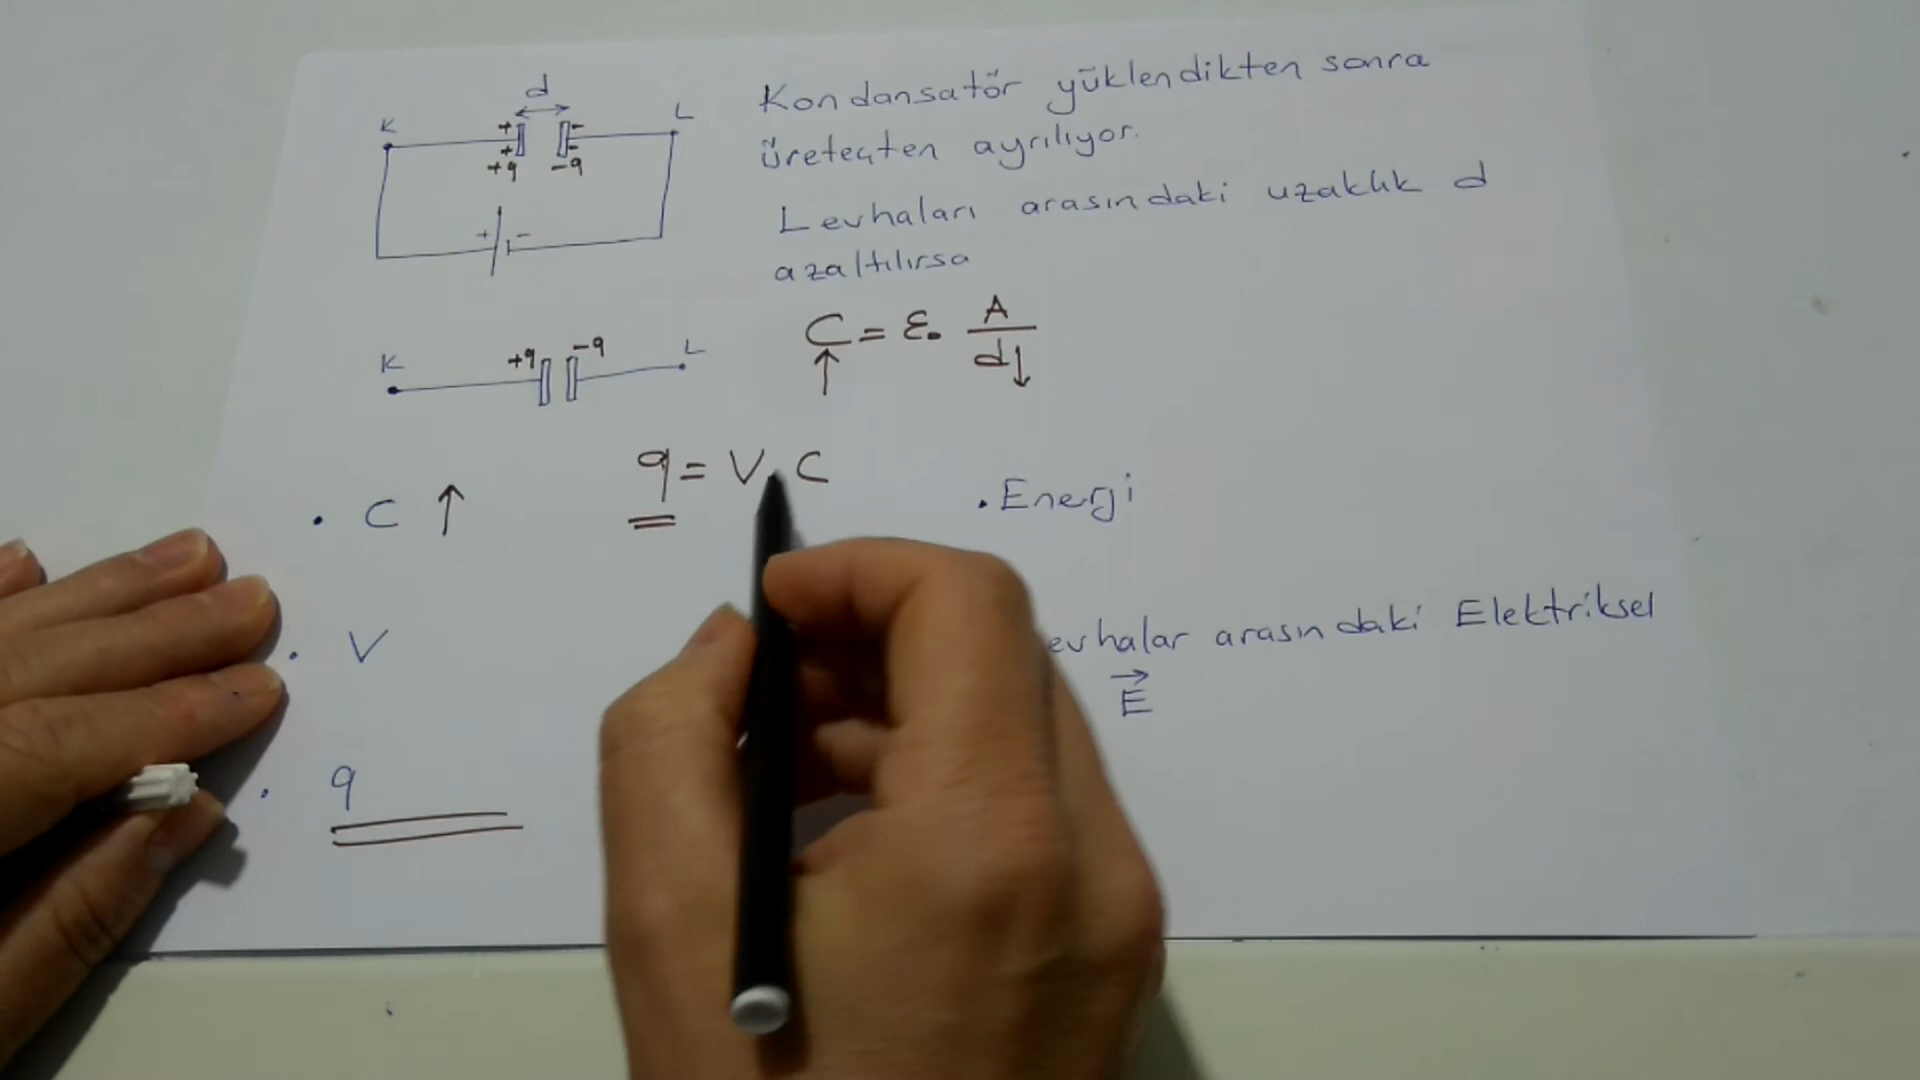 d
K
L
+
+
-
-
+q
-q
+
-
Kondansatör yüklendikten sonra
üreteçten ayrılıyor.
Levhaları arasındaki uzaklık d
azaltılırsa
K
+q
-q
L
C = ε₀ A/d↓
↑
q = V.C
• C ↑
• V
• q
• Energi
evhalar arasındaki Elektriksel
E